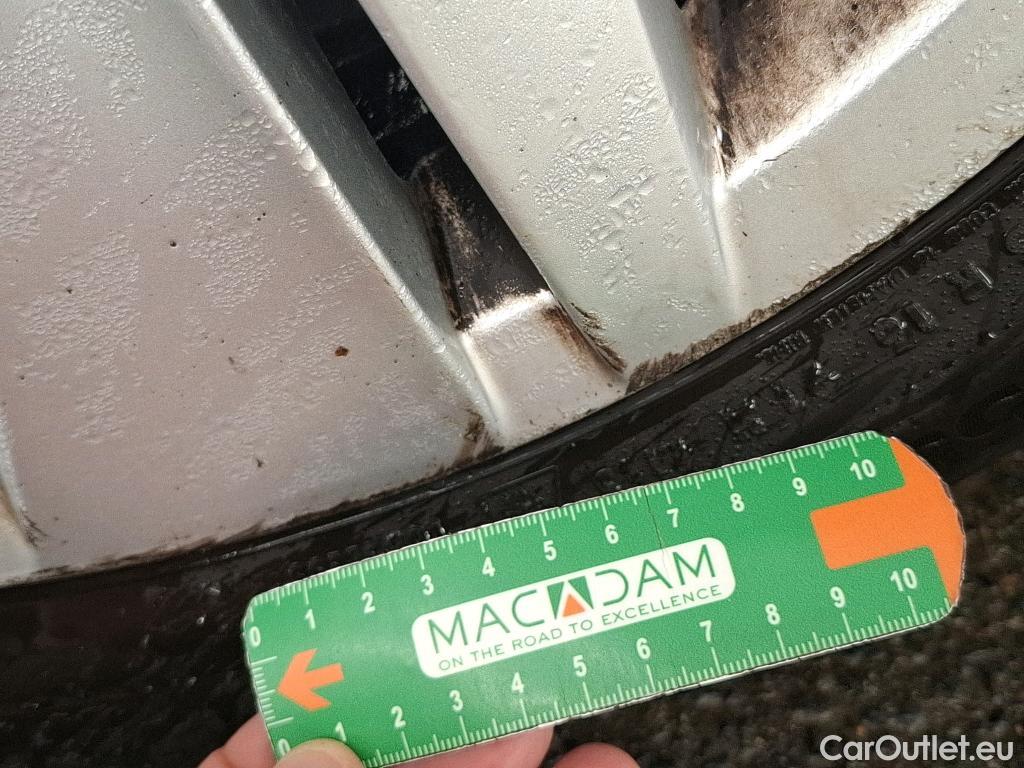 R 16
0 1 2 3 4 5 6 7 8 9 10
MACADAM
ON THE ROAD TO EXCELLENCE
0 1 2 3 4 5 6 7 8 9 10
CarOutlet.eu